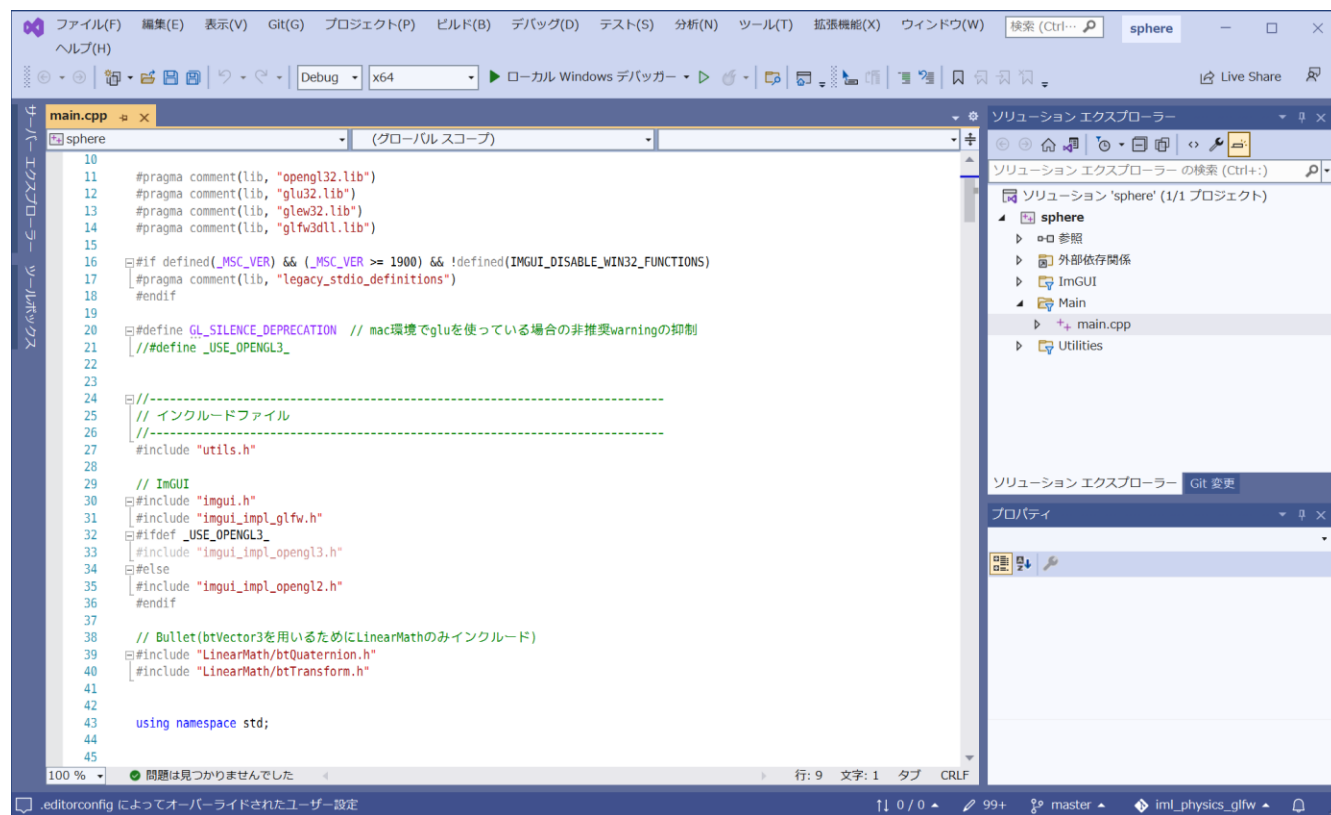 ファイル(F) 編集(E) 表示(V) Git(G) プロジェクト(P) ビルド(B) デバッグ(D) テスト(S) 分析(N) ツール(T) 拡張機能(X) ウィンドウ(W) 検索 (Ctrl… sphere
ヘルプ(H)
Debug x64 ローカル Windows デバッガー Live Share
サーバー エクスプローラー ツールボックス
main.cpp
sphere (グローバル スコープ)
10
11 #pragma comment(lib, "opengl32.lib")
12 #pragma comment(lib, "glu32.lib")
13 #pragma comment(lib, "glew32.lib")
14 #pragma comment(lib, "glfw3dll.lib")
15
16 #if defined(_MSC_VER) && (_MSC_VER >= 1900) && !defined(IMGUI_DISABLE_WIN32_FUNCTIONS)
17 #pragma comment(lib, "legacy_stdio_definitions")
18 #endif
19
20 #define GL_SILENCE_DEPRECATION // mac環境でgluを使っている場合の非推奨warningの抑制
21 //#define _USE_OPENGL3_
22
23
24 //-----------------------------------------------------------------------------
25 // インクルードファイル
26 //-----------------------------------------------------------------------------
27 #include "utils.h"
28
29 // ImGUI
30 #include "imgui.h"
31 #include "imgui_impl_glfw.h"
32 #ifdef _USE_OPENGL3_
33 #include "imgui_impl_opengl3.h"
34 #else
35 #include "imgui_impl_opengl2.h"
36 #endif
37
38 // Bullet(btVector3を用いるためにLinearMathのみインクルード)
39 #include "LinearMath/btQuaternion.h"
40 #include "LinearMath/btTransform.h"
41
42
43 using namespace std;
44
45
100 % 問題は見つかりませんでした 行: 9 文字: 1 タブ CRLF
ソリューション エクスプローラー
ソリューション エクスプローラー の検索 (Ctrl+:)
ソリューション 'sphere' (1/1 プロジェクト)
sphere
参照
外部依存関係
ImGUI
Main
main.cpp
Utilities
ソリューション エクスプローラー Git 変更
プロパティ
.editorconfig によってオーバーライドされたユーザー設定 0 / 0 99+ master iml_physics_glfw